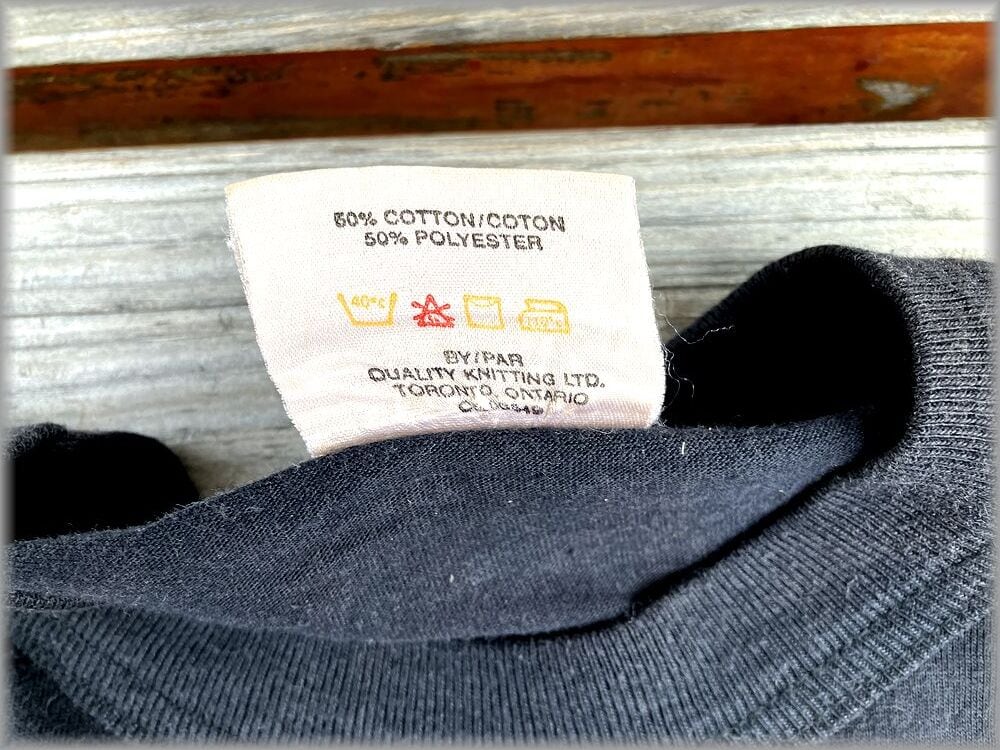 50% COTTON/COTON
50% POLYESTER
40°c
BY/PAR
QUALITY KNITTING LTD.
TORONTO, ONTARIO